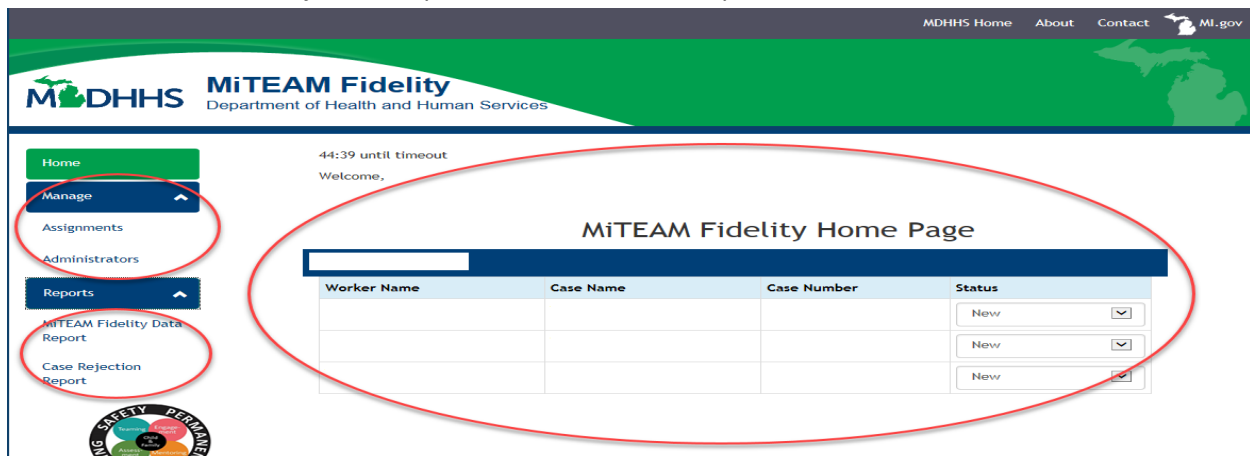 MDHHS Home About Contact MI.gov
MDHHS
MiTEAM Fidelity
Department of Health and Human Services
Home
Manage
Assignments
Administrators
Reports
MiTEAM Fidelity Data
Report
Case Rejection
Report
SAFETY PERMANE
Teaming
Engage-
ment
Child
&
Family
Assess-
ment
Mentoring
44:39 until timeout
Welcome,
MiTEAM Fidelity Home Page
Worker Name Case Name Case Number Status
New
New
New